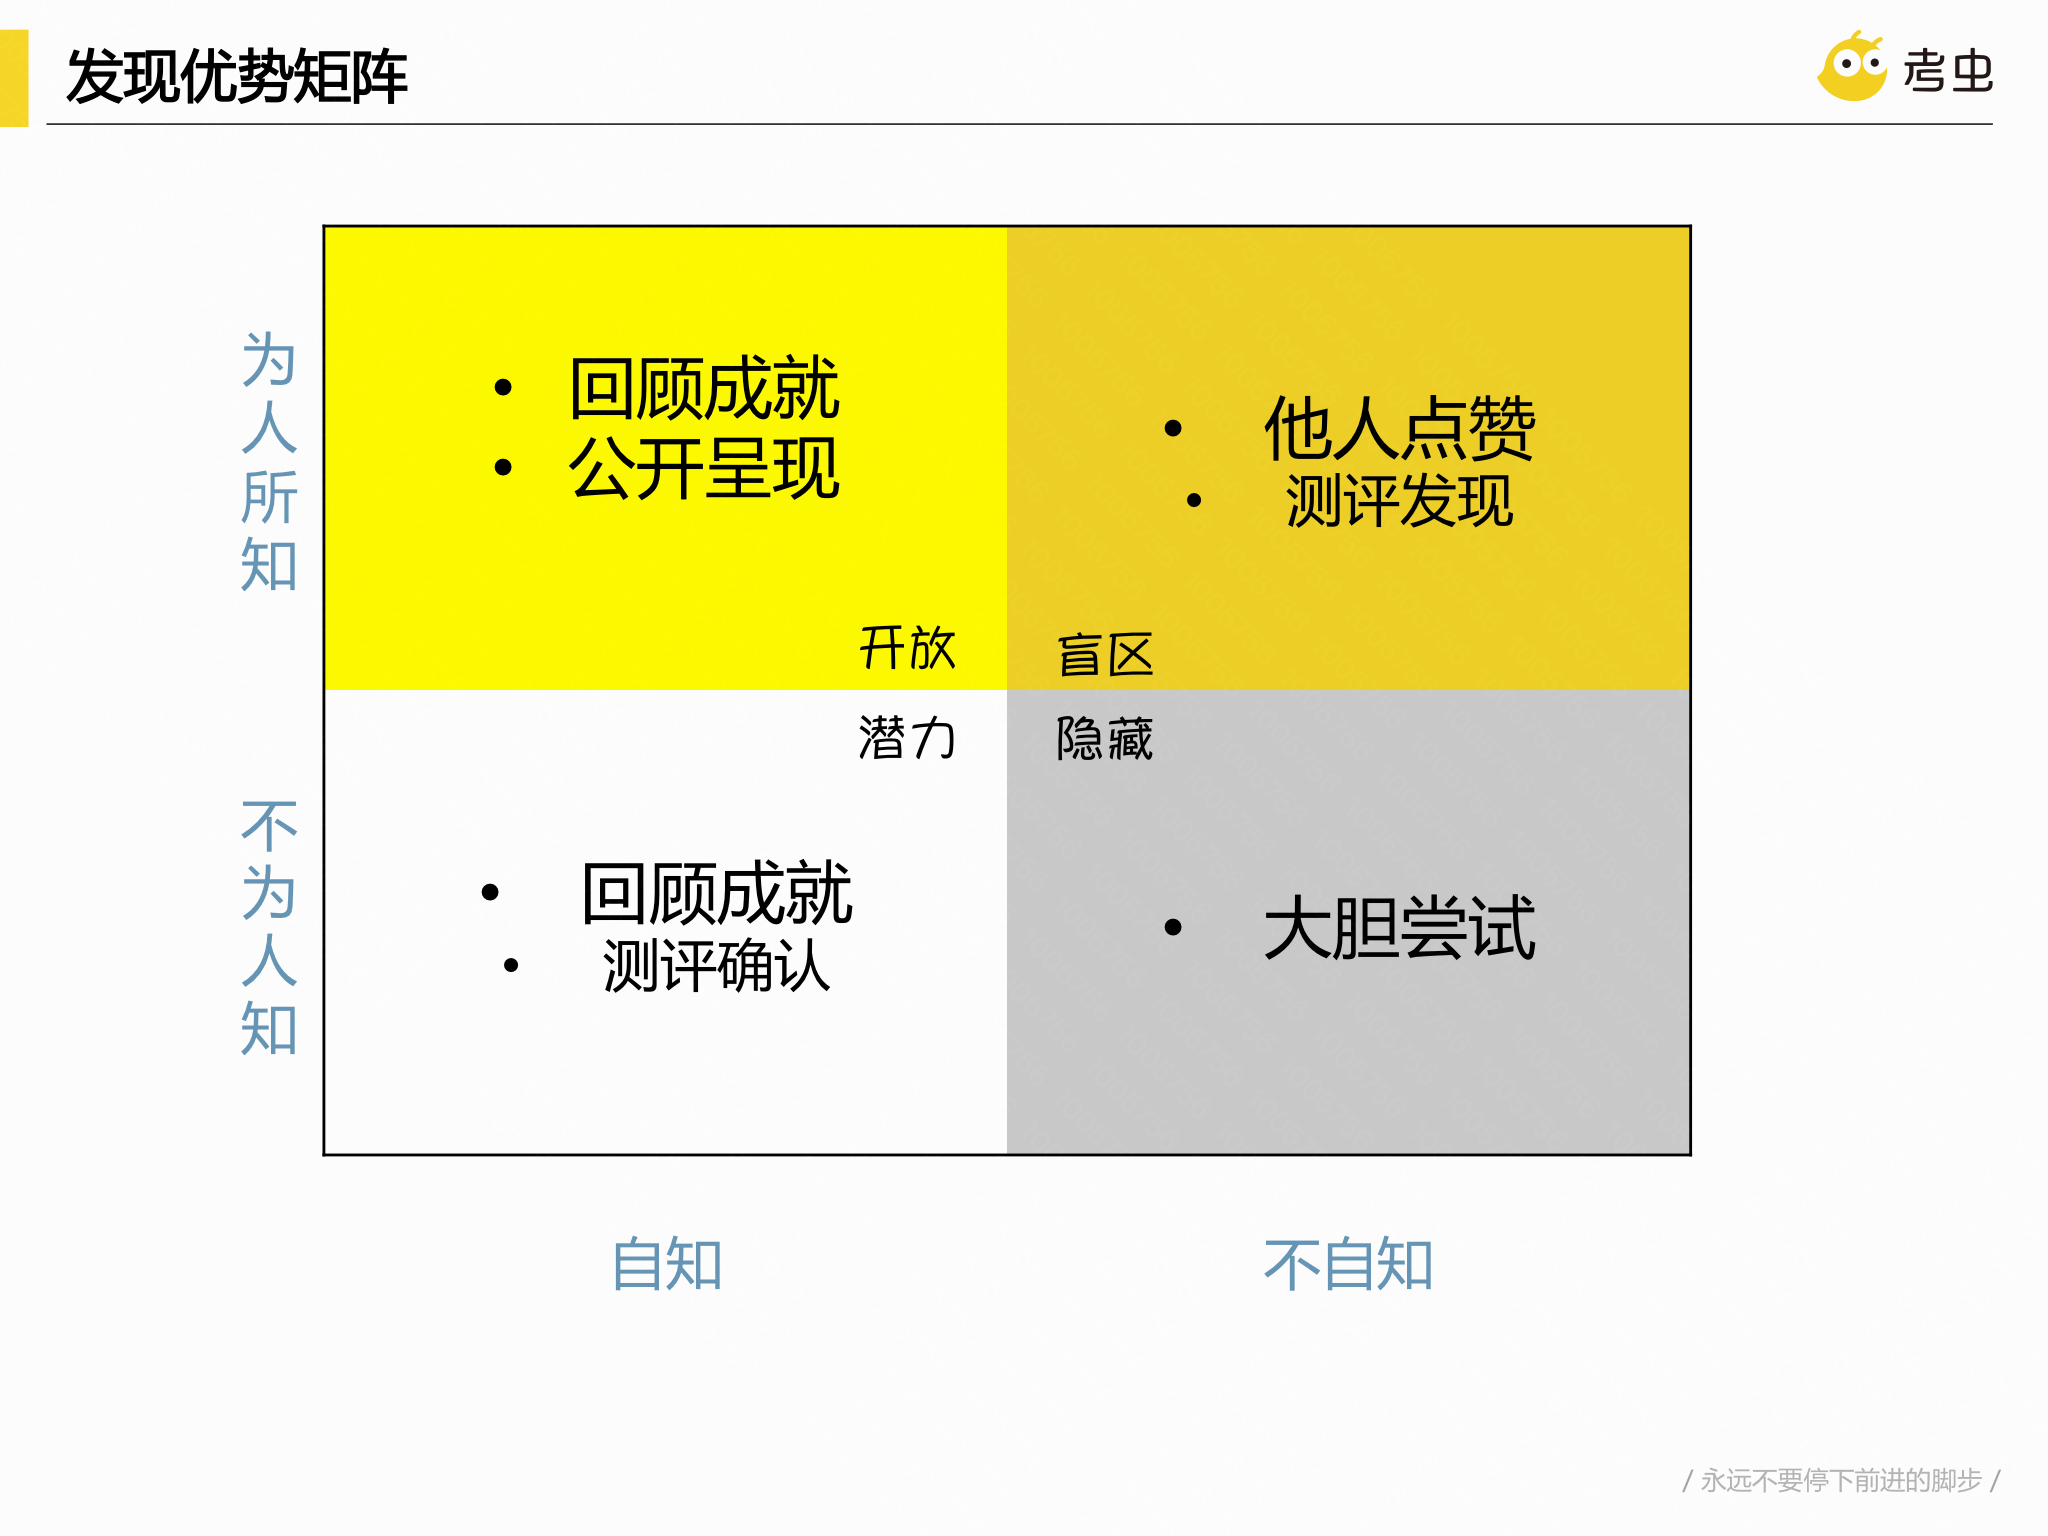 发现优势矩阵
考虫
为人所知
• 回顾成就
• 公开呈现
开放
• 他人点赞
• 测评发现
盲区
不为人知
潜力
• 回顾成就
• 测评确认
隐藏
• 大胆尝试
自知
不自知
/ 永远不要停下前进的脚步 /